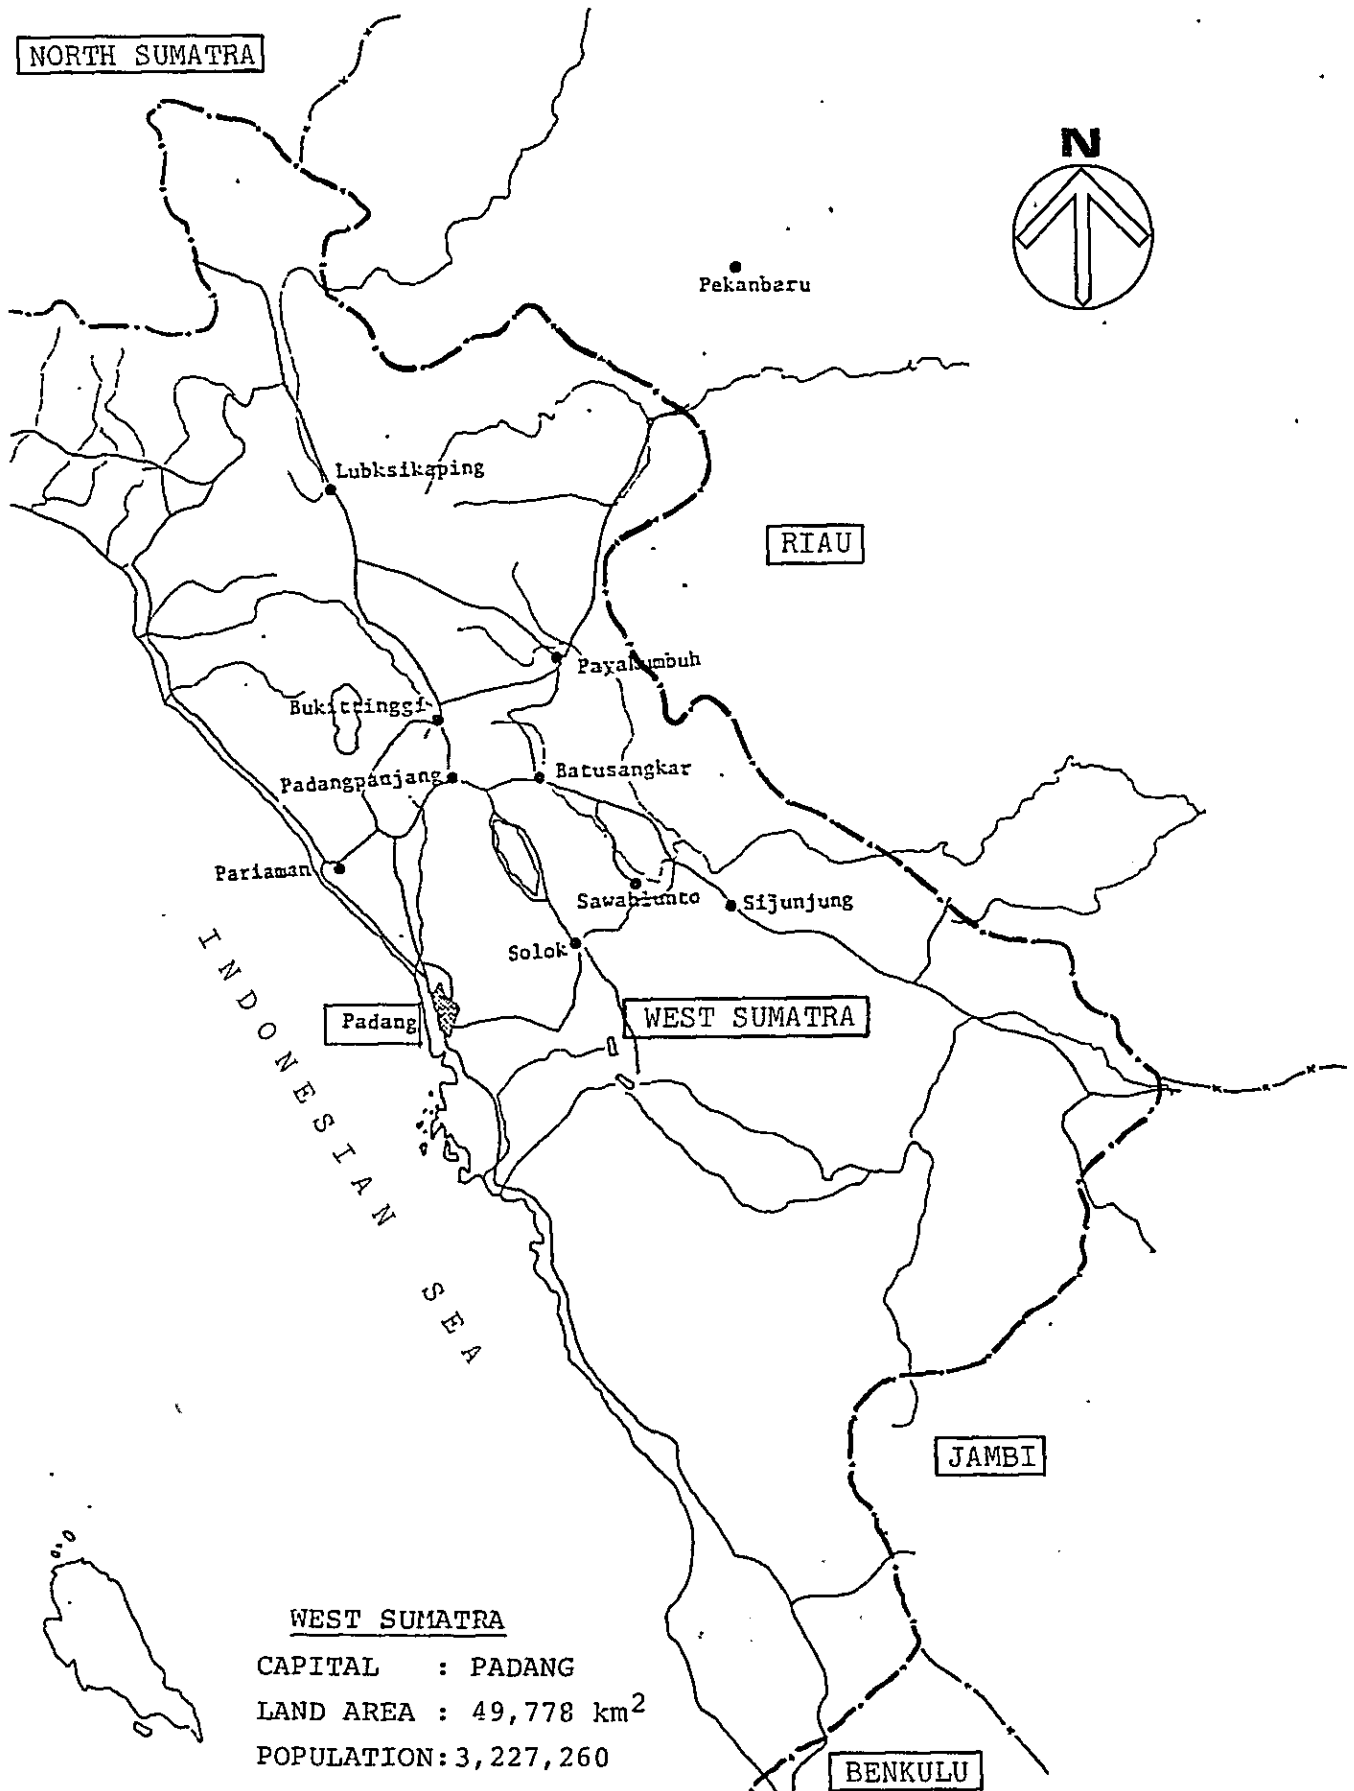 NORTH SUMATRA
N
Pekanbaru
Lubksikaping
RIAU
Payakumbuh
Bukittinggi
Padangpanjang
Batusangkar
Pariaman
Sawahlunto
Sijunjung
Solok
INDONESIAN SEA
Padang
WEST SUMATRA
JAMBI
WEST SUMATRA
CAPITAL : PADANG
LAND AREA : 49,778 km²
POPULATION: 3,227,260
BENKULU